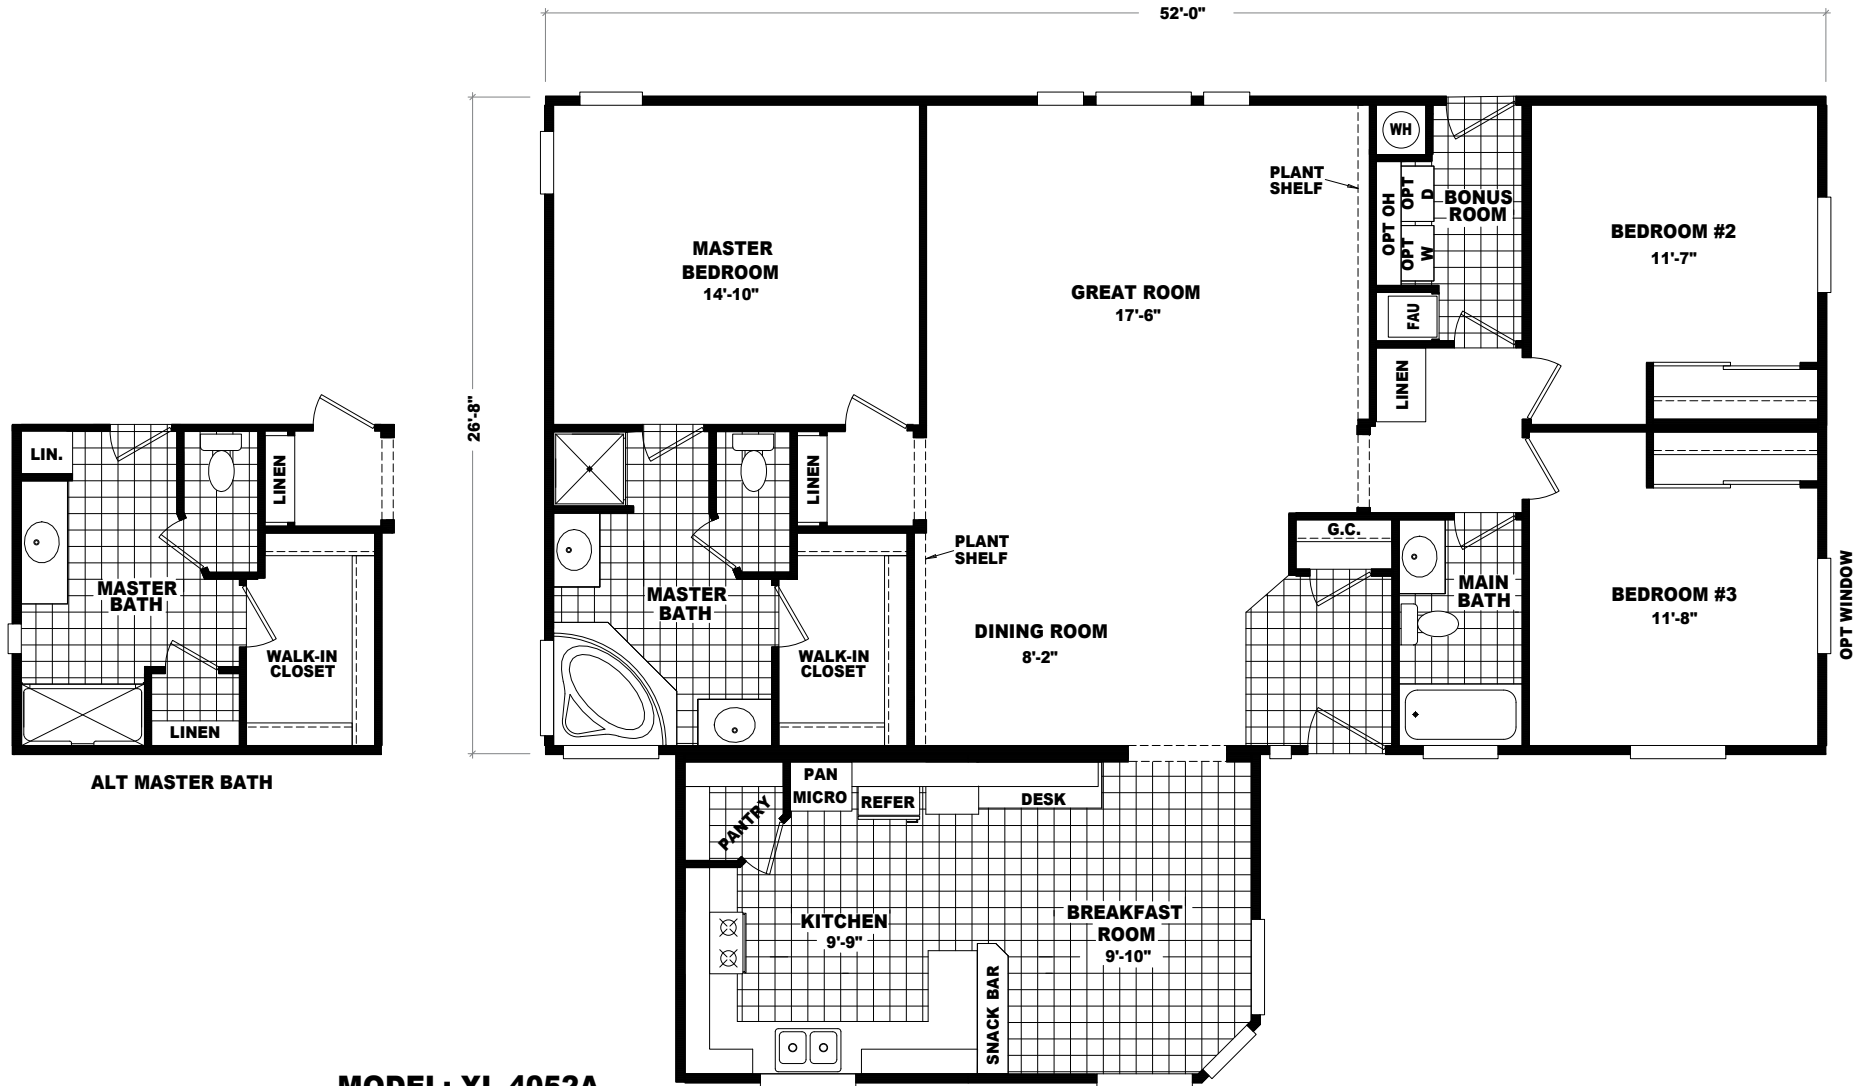 52'-0"
26'-8"
MASTER
BEDROOM
14'-10"
GREAT ROOM
17'-6"
PLANT
SHELF
WH
OPT OH
OPT
D
OPT
W
BONUS
ROOM
FAU
LINEN
BEDROOM #2
11'-7"
LIN.
LINEN
MASTER
BATH
WALK-IN
CLOSET
LINEN
ALT MASTER BATH
LINEN
MASTER
BATH
WALK-IN
CLOSET
PLANT
SHELF
DINING ROOM
8'-2"
G.C.
MAIN
BATH
BEDROOM #3
11'-8"
OPT WINDOW
PANTRY
PAN
MICRO
REFER
DESK
KITCHEN
9'-9"
BREAKFAST
ROOM
9'-10"
SNACK BAR
MODEL: XL 4052A